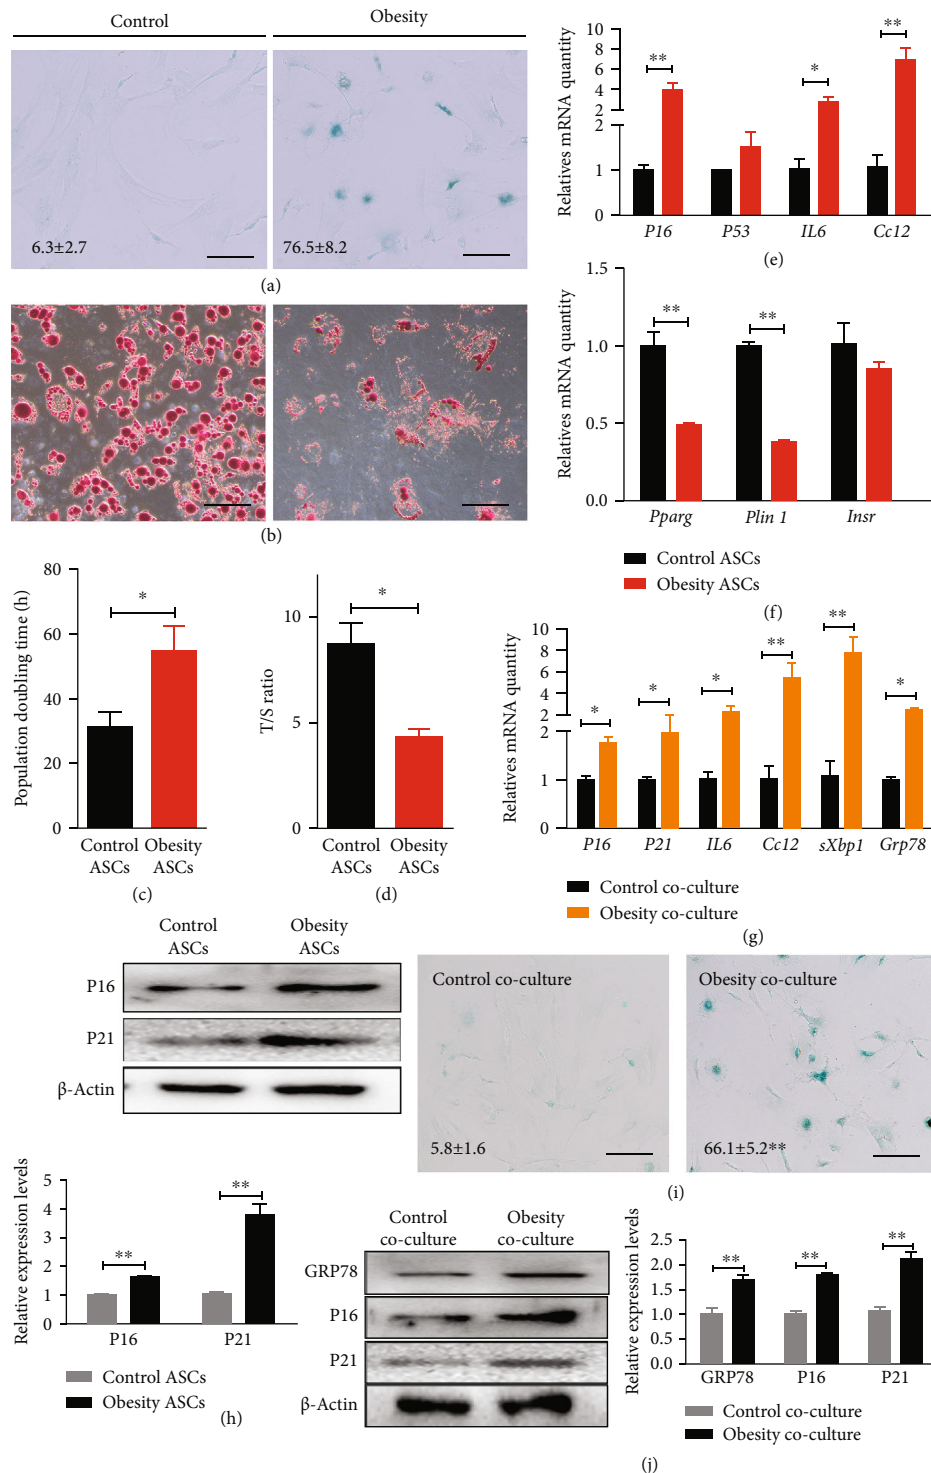 Control
Obesity
6.3±2.7
76.5±8.2
(a)
(b)
Population doubling time (h)
80
60
40
20
0
*
Control
ASCs
Obesity
ASCs
(c)
T/S ratio
10
5
0
*
Control
ASCs
Obesity
ASCs
(d)
Relatives mRNA quantity
10
8
6
4
2
2
1
0
**
*
**
P16
P53
IL6
Cc12
(e)
Relatives mRNA quantity
1.5
1.0
0.5
0.0
**
**
Pparg
Plin 1
Insr
Control ASCs
Obesity ASCs
(f)
Relatives mRNA quantity
10
8
6
4
2
2
1
0
*
*
*
**
**
*
P16
P21
IL6
Cc12
sXbp1
Grp78
Control co-culture
Obesity co-culture
(g)
Control
ASCs
Obesity
ASCs
P16
P21
β-Actin
Relative expression levels
5
4
3
2
1
0
**
**
P16
P21
Control ASCs
Obesity ASCs
(h)
Control co-culture
5.8±1.6
Obesity co-culture
66.1±5.2**
(i)
Control
co-culture
Obesity
co-culture
GRP78
P16
P21
β-Actin
Relative expression levels
2.5
2.0
1.5
1.0
0.5
0.0
**
**
**
GRP78
P16
P21
Control co-culture
Obesity co-culture
(j)